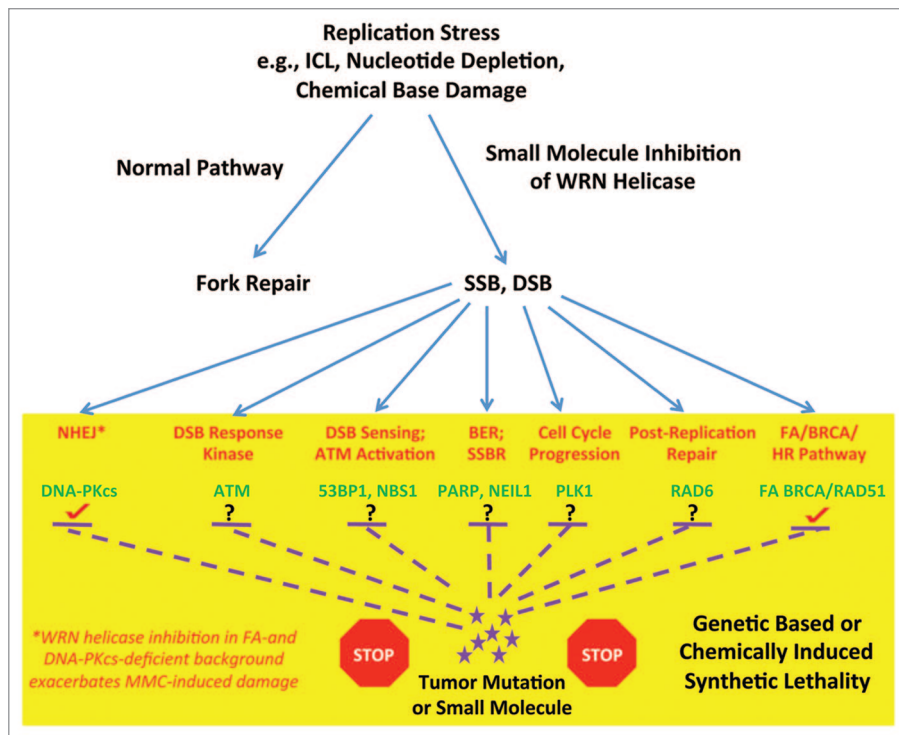 Replication Stress
e.g., ICL, Nucleotide Depletion,
Chemical Base Damage
Normal Pathway
Small Molecule Inhibition
of WRN Helicase
Fork Repair
SSB, DSB
NHEJ*
DSB Response
Kinase
DSB Sensing;
ATM Activation
BER;
SSBR
Cell Cycle
Progression
Post-Replication
Repair
FA/BRCA/
HR Pathway
DNA-PKcs
ATM
53BP1, NBS1
PARP, NEIL1
PLK1
RAD6
FA BRCA/RAD51
?
?
?
?
?
*WRN helicase inhibition in FA-and
DNA-PKcs-deficient background
exacerbates MMC-induced damage
STOP
STOP
Tumor Mutation
or Small Molecule
Genetic Based or
Chemically Induced
Synthetic Lethality